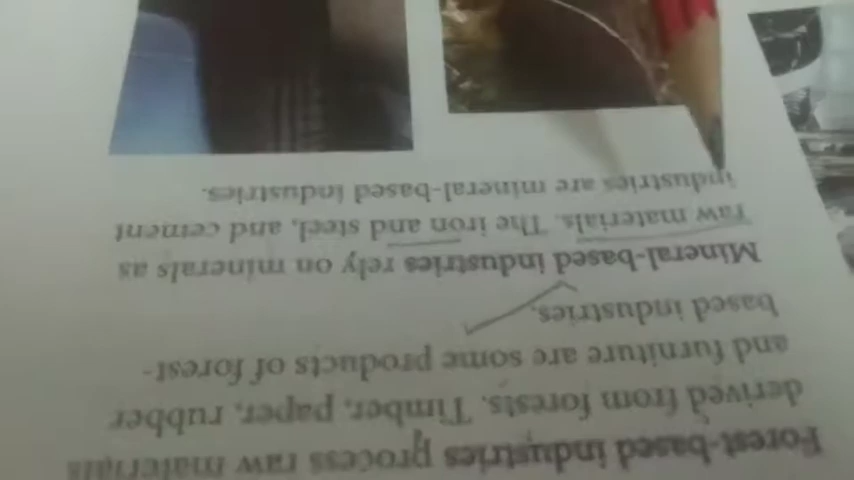 Forest-based industries process raw materials
derived from forests. Timber, paper, rubber
and furniture are some products of forest-
based industries.
Mineral-based industries rely on minerals as
raw materials. The iron and steel, and cement
industries are mineral-based industries.